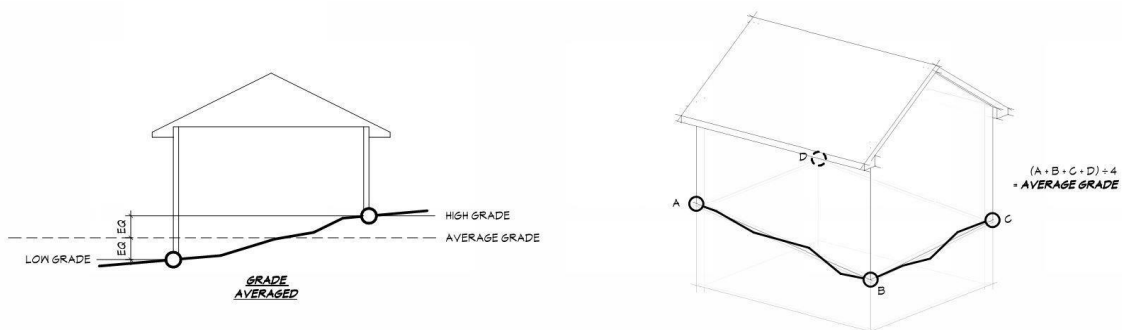 HIGH GRADE
AVERAGE GRADE
LOW GRADE
EQ
EQ
GRADE
AVERAGED
A
B
C
D
(A+B+C+D)÷4
= AVERAGE GRADE